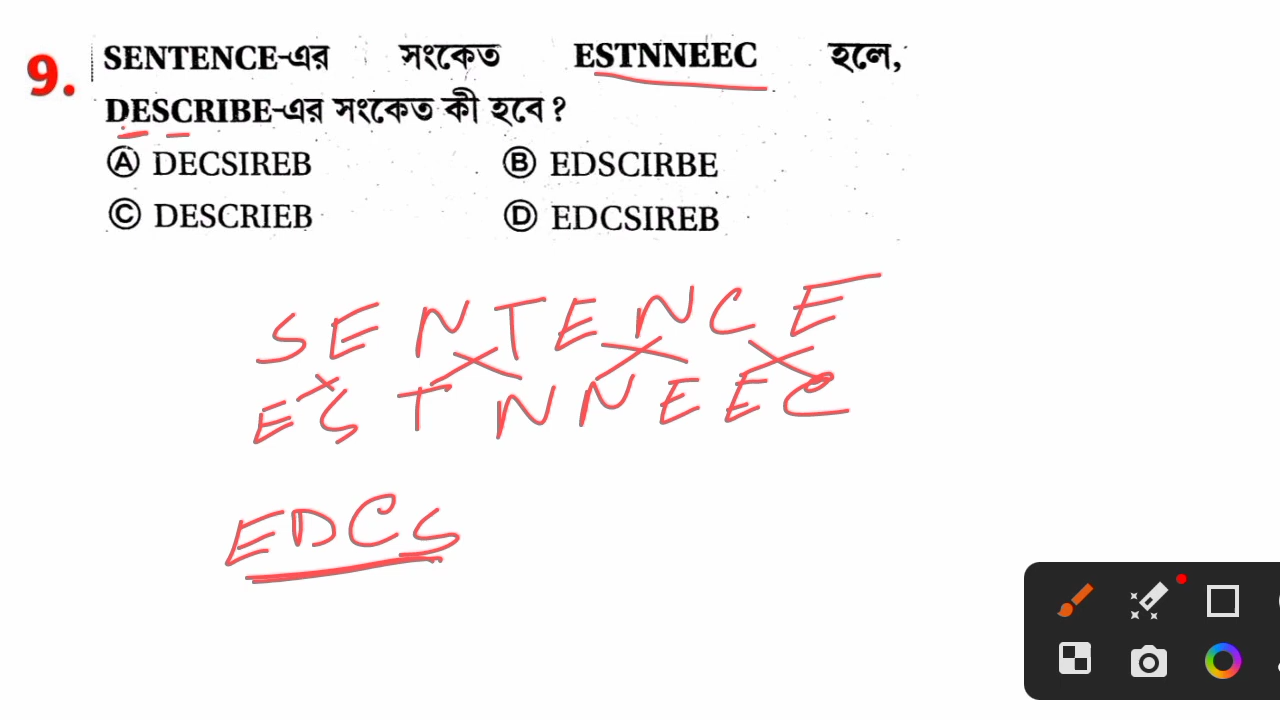 9. SENTENCE-এর সংকেত ESTNNEEC হলে,
DESCRIBE-এর সংকেত কী হবে?
Ⓐ DECSIREB Ⓑ EDSCIRBE
Ⓒ DESCRIEB Ⓓ EDCSIREB
SENTENCE
ESTNNEEC
EDCS